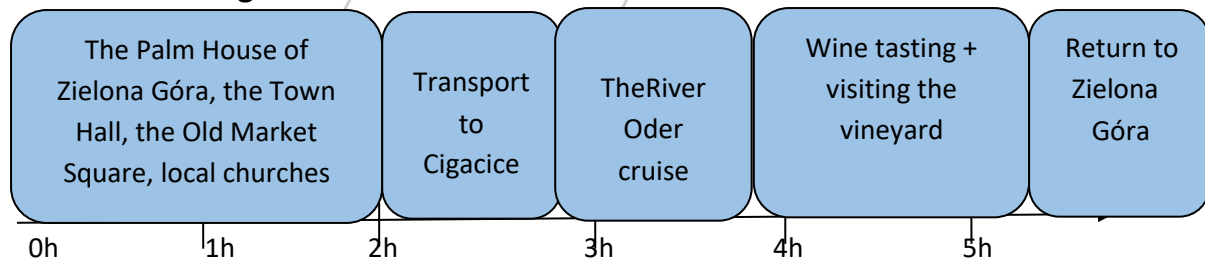 The Palm House of
Zielona Góra, the Town
Hall, the Old Market
Square, local churches
Transport
to
Cigacice
TheRiver
Oder
cruise
Wine tasting +
visiting the
vineyard
Return to
Zielona
Góra
0h
1h
2h
3h
4h
5h